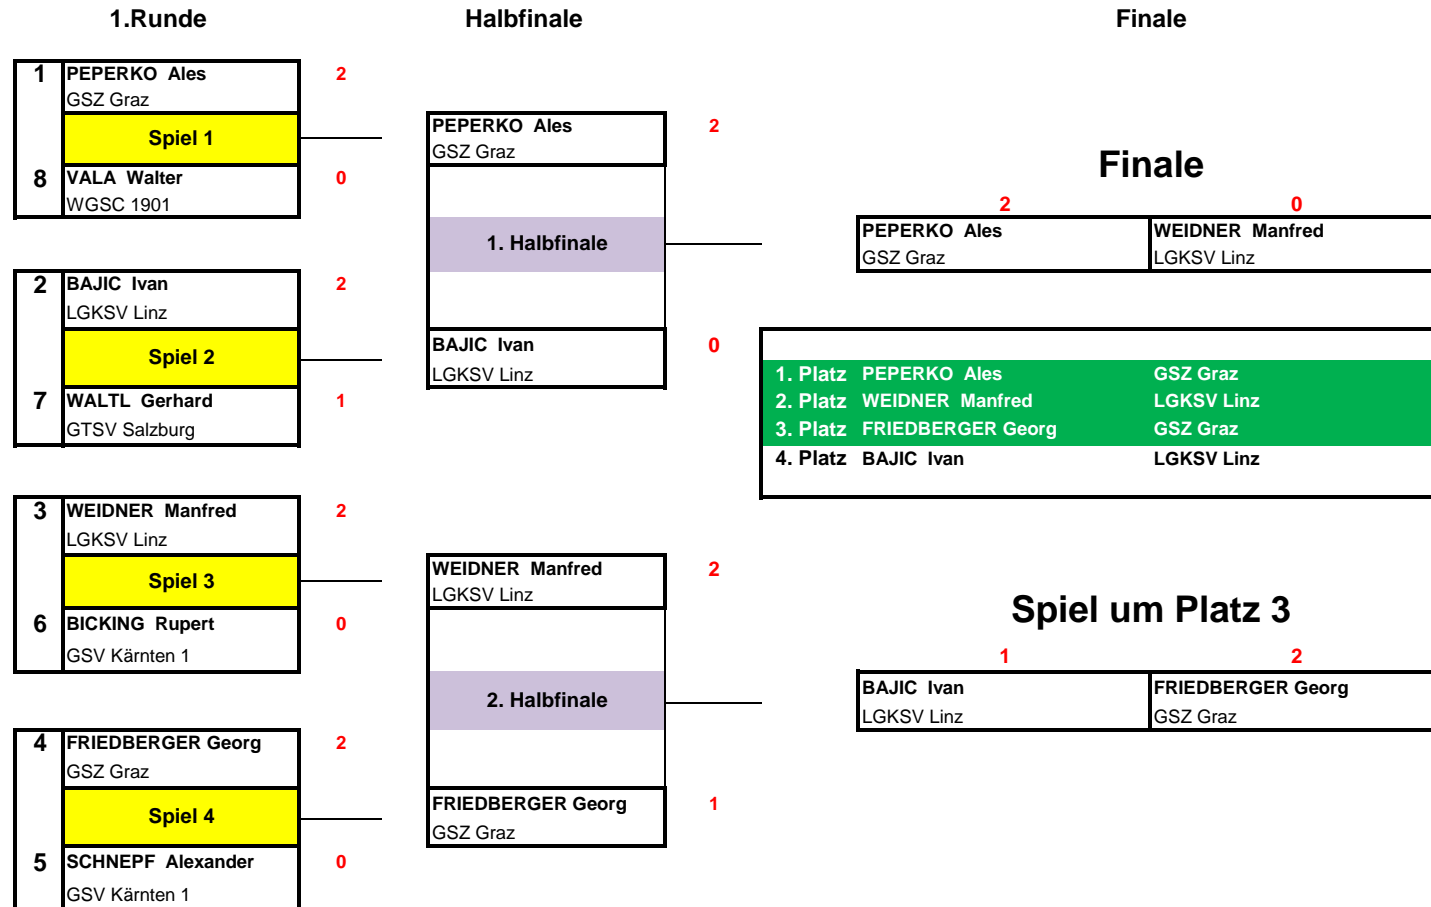 1.Runde
Halbfinale
Finale
1 PEPERKO Ales 2
GSZ Graz
Spiel 1
8 VALA Walter 0
WGSC 1901
2 BAJIC Ivan 2
LGKSV Linz
Spiel 2
7 WALTL Gerhard 1
GTSV Salzburg
3 WEIDNER Manfred 2
LGKSV Linz
Spiel 3
6 BICKING Rupert 0
GSV Kärnten 1
4 FRIEDBERGER Georg 2
GSZ Graz
Spiel 4
5 SCHNEPF Alexander 0
GSV Kärnten 1
PEPERKO Ales 2
GSZ Graz
1. Halbfinale
BAJIC Ivan 0
LGKSV Linz
WEIDNER Manfred 2
LGKSV Linz
2. Halbfinale
FRIEDBERGER Georg 1
GSZ Graz
Finale
2 0
PEPERKO Ales WEIDNER Manfred
GSZ Graz LGKSV Linz
1. Platz PEPERKO Ales GSZ Graz
2. Platz WEIDNER Manfred LGKSV Linz
3. Platz FRIEDBERGER Georg GSZ Graz
4. Platz BAJIC Ivan LGKSV Linz
Spiel um Platz 3
1 2
BAJIC Ivan FRIEDBERGER Georg
LGKSV Linz GSZ Graz